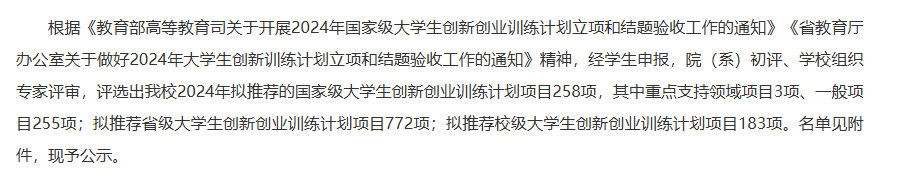 根据《教育部高等教育司关于开展2024年国家级大学生创新创业训练计划立项和结题验收工作的通知》《省教育厅
办公室关于做好2024年大学生创新训练计划立项和结题验收工作的通知》精神，经学生申报，院（系）初评、学校组织
专家评审，评选出我校2024年拟推荐的国家级大学生创新创业训练计划项目258项，其中重点支持领域项目3项、一般项
目255项；拟推荐省级大学生创新创业训练计划项目772项；拟推荐校级大学生创新创业训练计划项目183项。名单见附
件，现予公示。